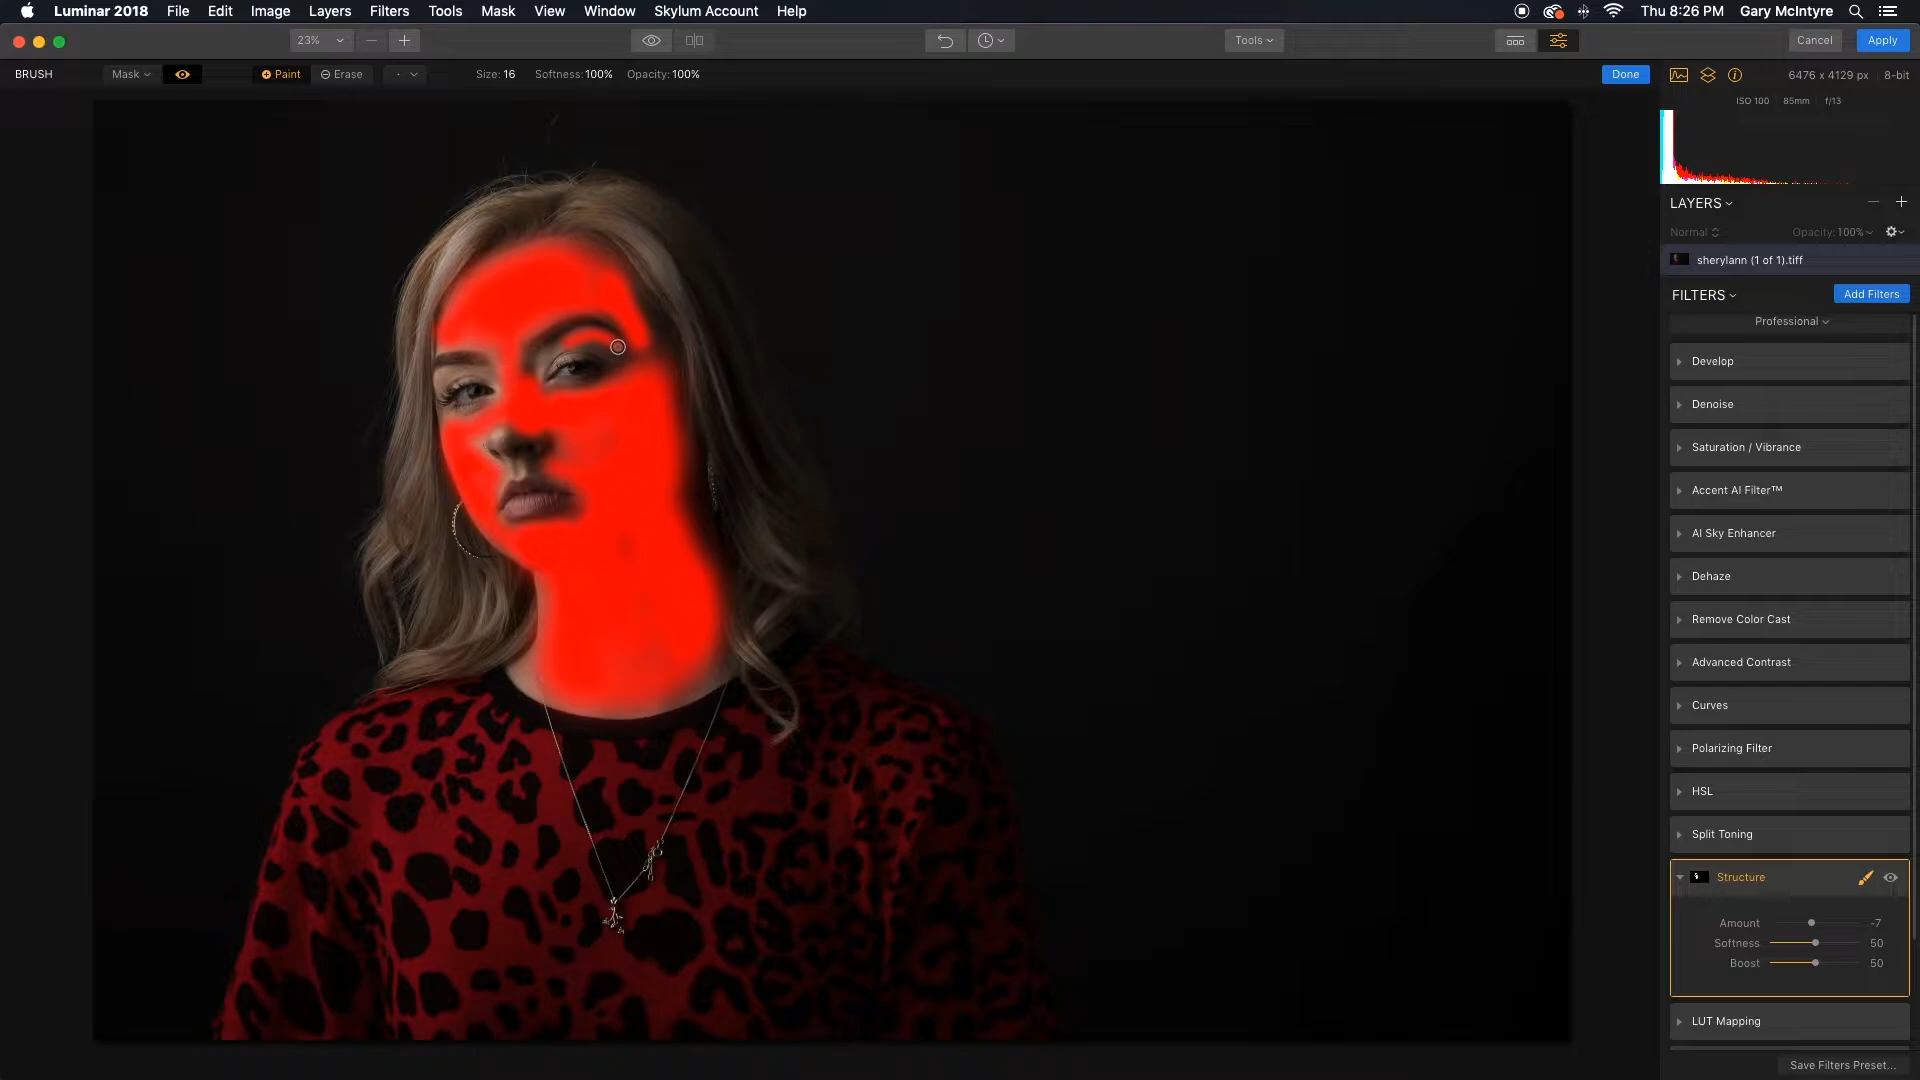 Luminar 2018 File Edit Image Layers Filters Tools Mask View Window Skylum Account Help Thu 8:26 PM Gary McIntyre
23% Tools Cancel Apply
BRUSH Mask Paint Erase Size: 16 Softness: 100% Opacity: 100% Done 6476 x 4129 px 8-bit
ISO 100 85mm f/13
LAYERS
Normal Opacity: 100%
sherylann (1 of 1).tiff
FILTERS Add Filters
Professional
Develop
Denoise
Saturation / Vibrance
Accent AI Filter™
AI Sky Enhancer
Dehaze
Remove Color Cast
Advanced Contrast
Curves
Polarizing Filter
HSL
Split Toning
Structure
Amount -7
Softness 50
Boost 50
LUT Mapping
Save Filters Preset...